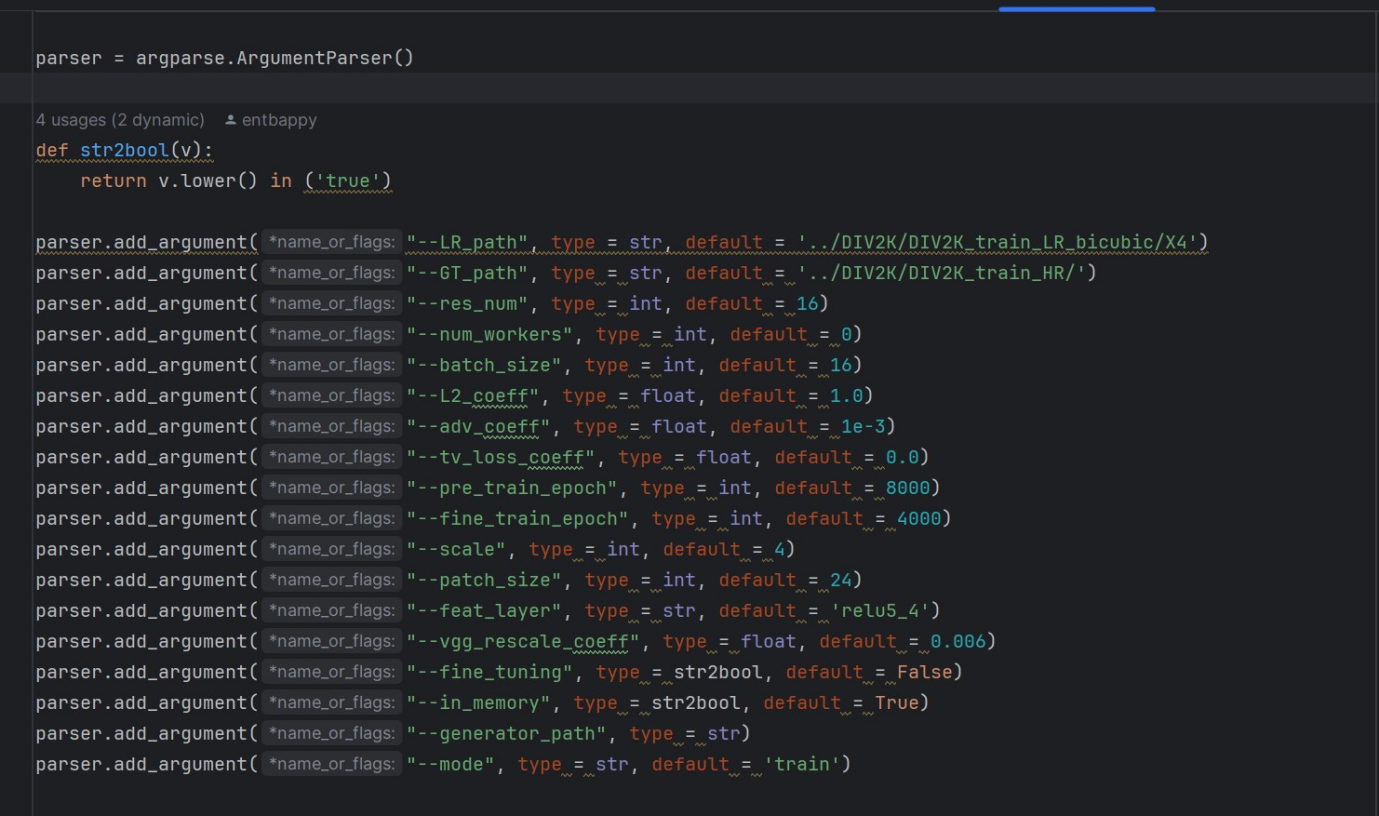 parser = argparse.ArgumentParser()
4 usages (2 dynamic) entbappy
def str2bool(v):
    return v.lower() in ('true')
parser.add_argument( *name_or_flags: "--LR_path", type = str, default = '../DIV2K/DIV2K_train_LR_bicubic/X4')
parser.add_argument( *name_or_flags: "--GT_path", type = str, default = '../DIV2K/DIV2K_train_HR/')
parser.add_argument( *name_or_flags: "--res_num", type = int, default = 16)
parser.add_argument( *name_or_flags: "--num_workers", type = int, default = 0)
parser.add_argument( *name_or_flags: "--batch_size", type = int, default = 16)
parser.add_argument( *name_or_flags: "--L2_coeff", type = float, default = 1.0)
parser.add_argument( *name_or_flags: "--adv_coeff", type = float, default = 1e-3)
parser.add_argument( *name_or_flags: "--tv_loss_coeff", type = float, default = 0.0)
parser.add_argument( *name_or_flags: "--pre_train_epoch", type = int, default = 8000)
parser.add_argument( *name_or_flags: "--fine_train_epoch", type = int, default = 4000)
parser.add_argument( *name_or_flags: "--scale", type = int, default = 4)
parser.add_argument( *name_or_flags: "--patch_size", type = int, default = 24)
parser.add_argument( *name_or_flags: "--feat_layer", type = str, default = 'relu5_4')
parser.add_argument( *name_or_flags: "--vgg_rescale_coeff", type = float, default = 0.006)
parser.add_argument( *name_or_flags: "--fine_tuning", type = str2bool, default = False)
parser.add_argument( *name_or_flags: "--in_memory", type = str2bool, default = True)
parser.add_argument( *name_or_flags: "--generator_path", type = str)
parser.add_argument( *name_or_flags: "--mode", type = str, default = 'train')